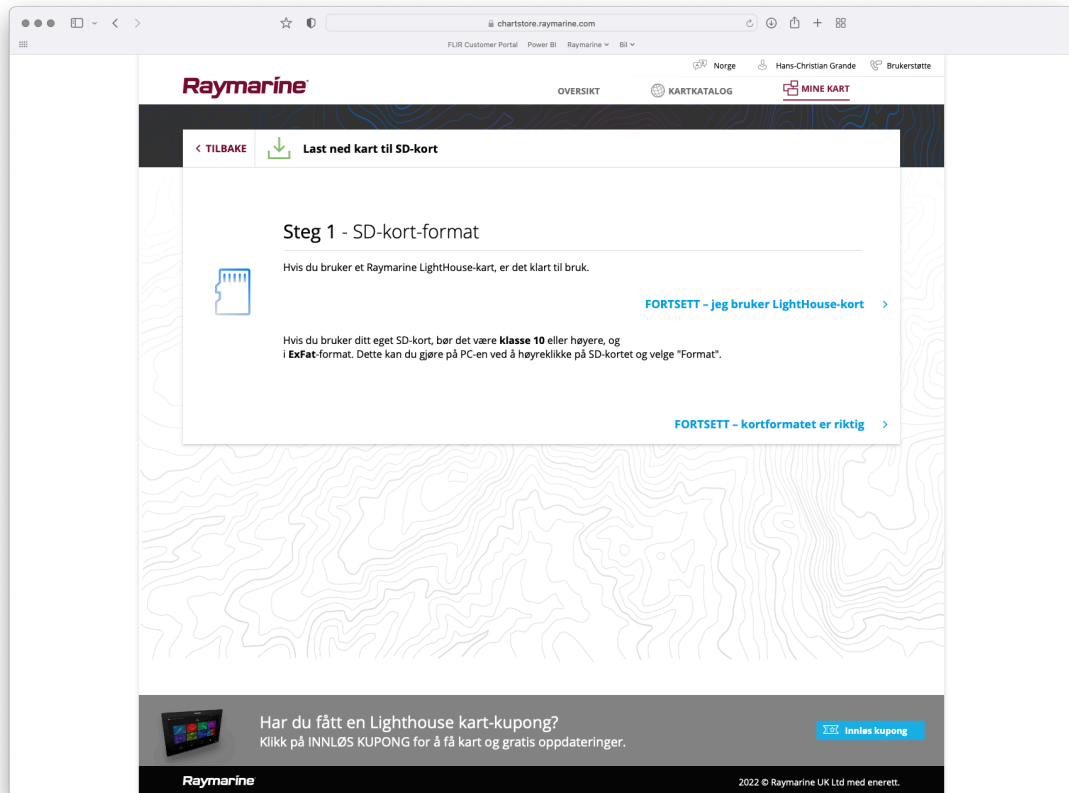 chartstore.raymarine.com
FLIR Customer Portal Power BI Raymarine Bil
Norge Hans-Christian Grande Brukerstøtte
Raymarine
OVERSIKT KARTKATALOG MINE KART
TILBAKE Last ned kart til SD-kort
Steg 1 - SD-kort-format
Hvis du bruker et Raymarine LightHouse-kart, er det klart til bruk.
FORTSETT – jeg bruker LightHouse-kort
Hvis du bruker ditt eget SD-kort, bør det være klasse 10 eller høyere, og
i ExFat-format. Dette kan du gjøre på PC-en ved å høyreklikke på SD-kortet og velge "Format".
FORTSETT – kortformatet er riktig
Har du fått en Lighthouse kart-kupong?
Klikk på INNLØS KUPONG for å få kart og gratis oppdateringer.
Innløs kupong
Raymarine
2022 © Raymarine UK Ltd med enerett.